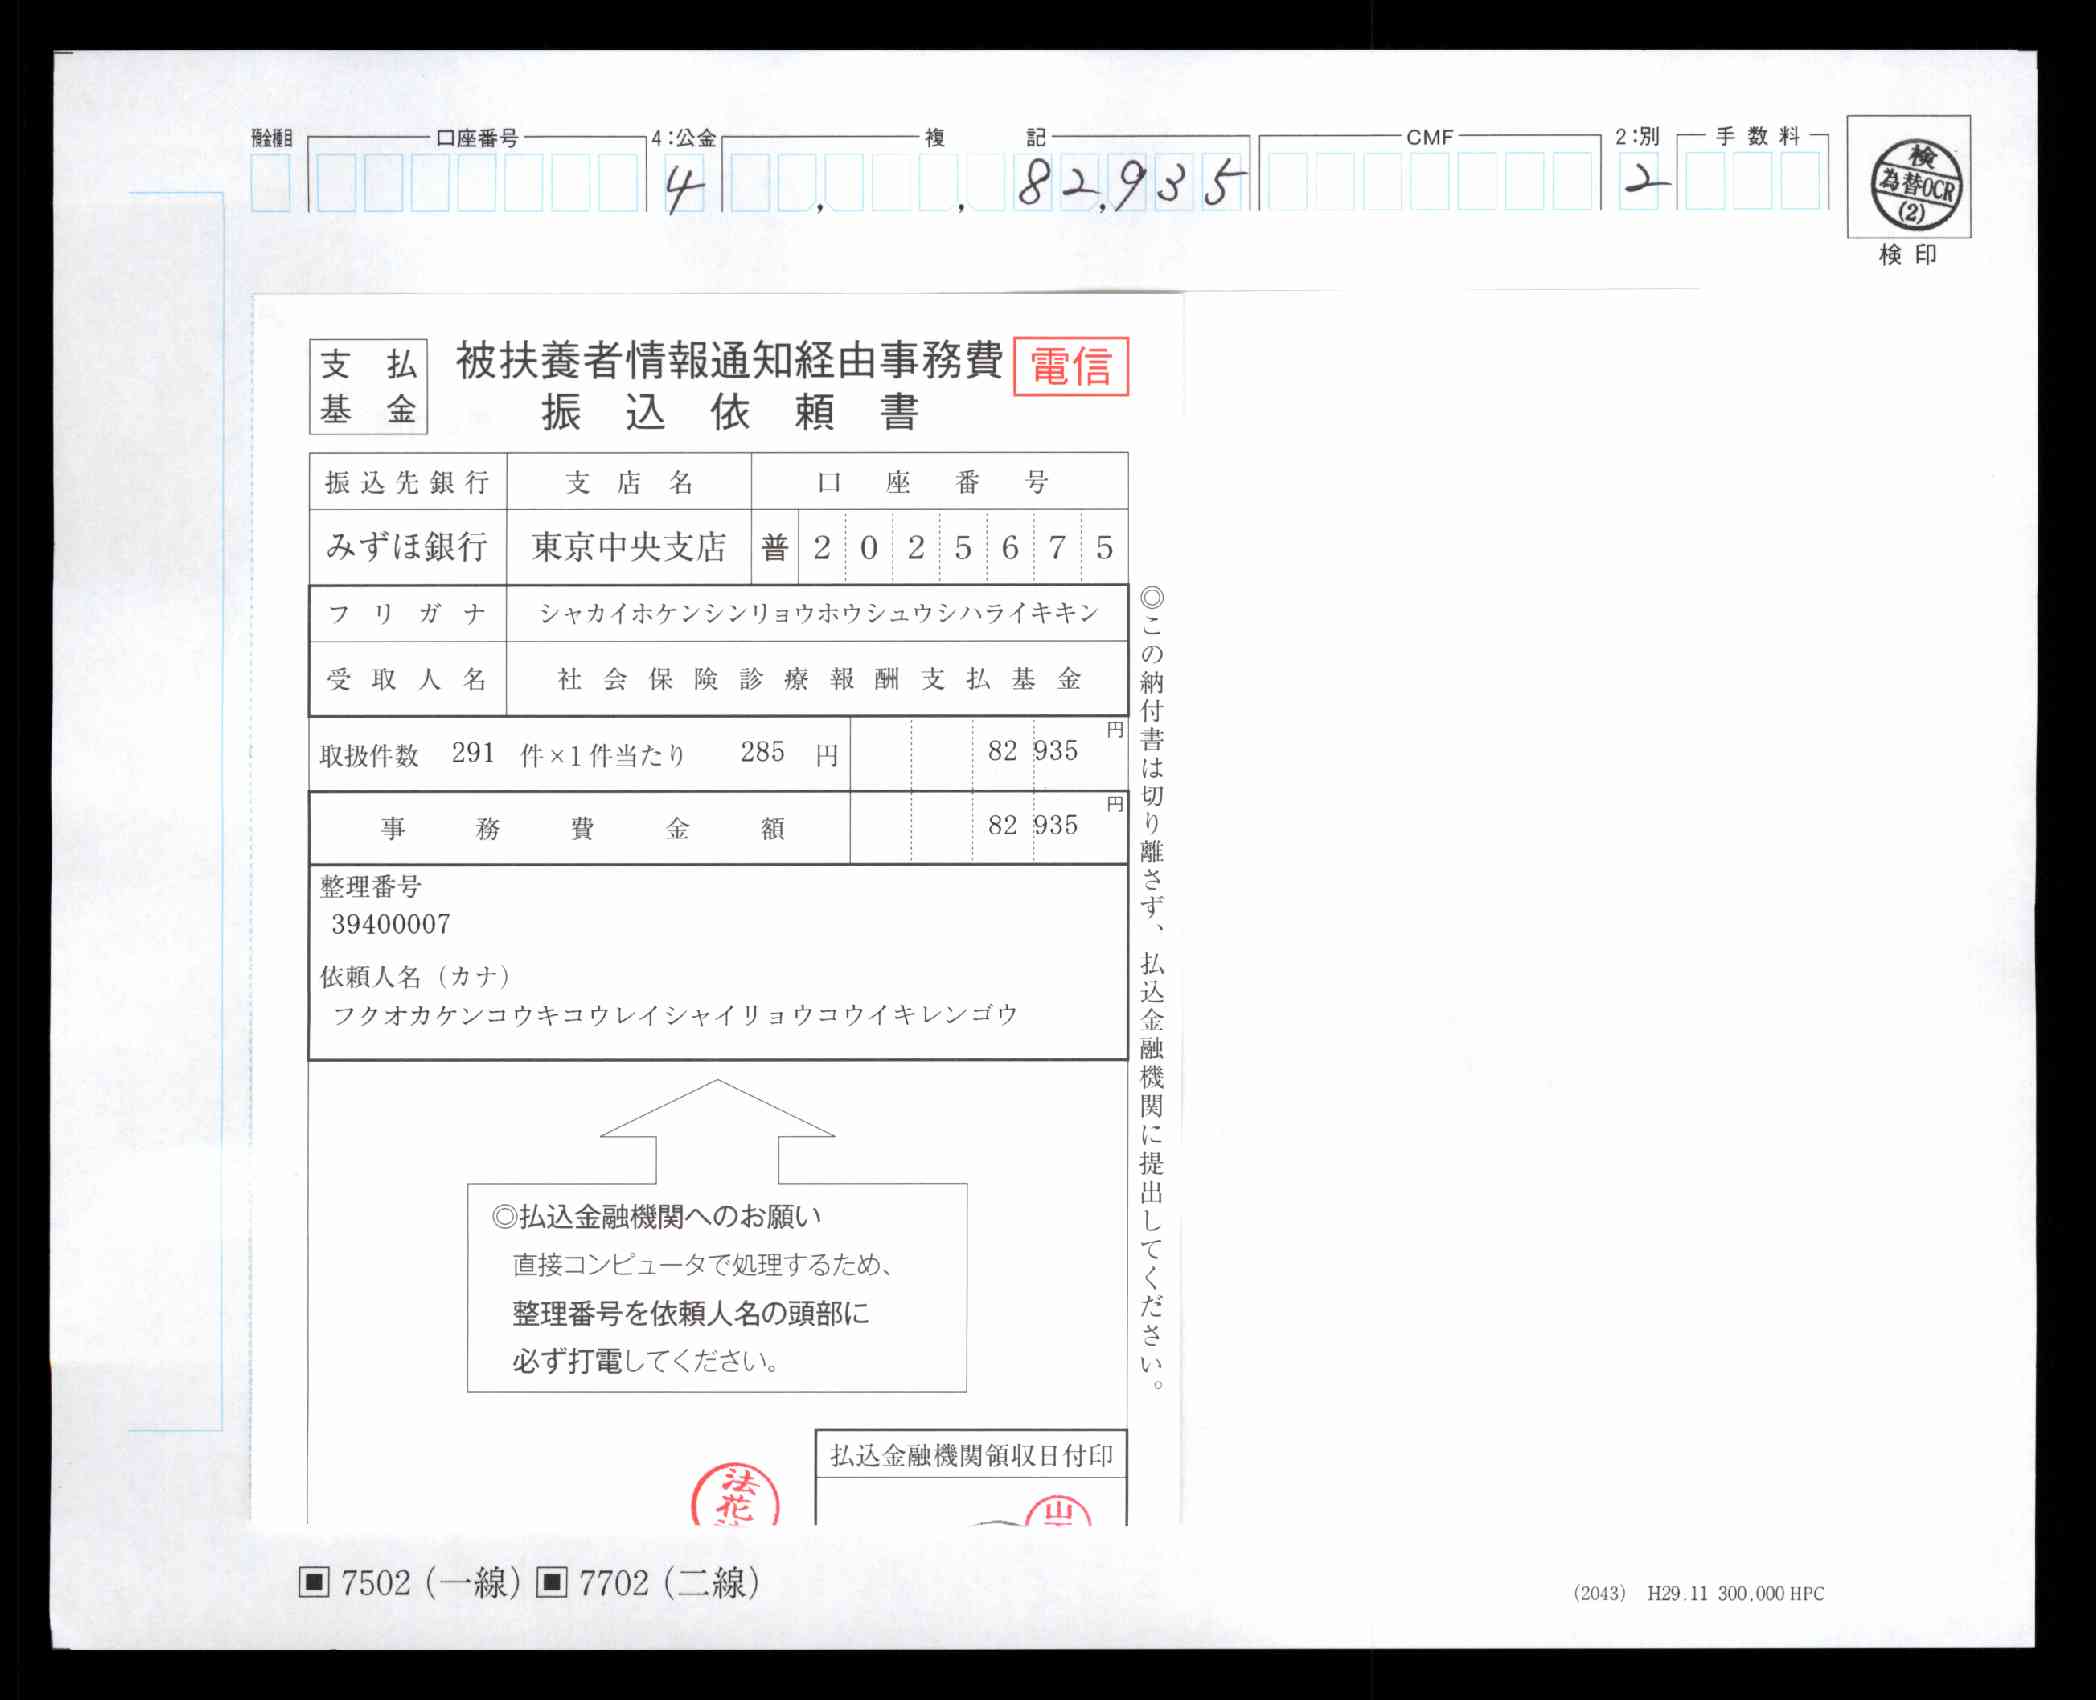 預金種目 口座番号 4:公金 複 記 CMF 2:別 手数料
4 82,935 2
検
為替OCR
(2)
検印
支払
基金
被扶養者情報通知経由事務費
振込依頼書
電信
振込先銀行 支店名 口座番号
みずほ銀行 東京中央支店 普 2 0 2 5 6 7 5
フリガナ シャカイホケンシンリョウホウシュウシハライキキン
受取人名 社会保険診療報酬支払基金
取扱件数 291 件×1件当たり 285 円 82 935 円
事務費金額 82 935 円
整理番号
39400007
依頼人名(カナ)
フクオカケンコウキコウレイシャイリョウコウイキレンゴウ
◎この納付書は切り離さず、払込金融機関に提出してください。
◎払込金融機関へのお願い
直接コンピュータで処理するため、
整理番号を依頼人名の頭部に
必ず打電してください。
払込金融機関領収日付印
法花
山
▣ 7502 (一線) ▣ 7702 (二線)
(2043) H29.11 300,000 HPC